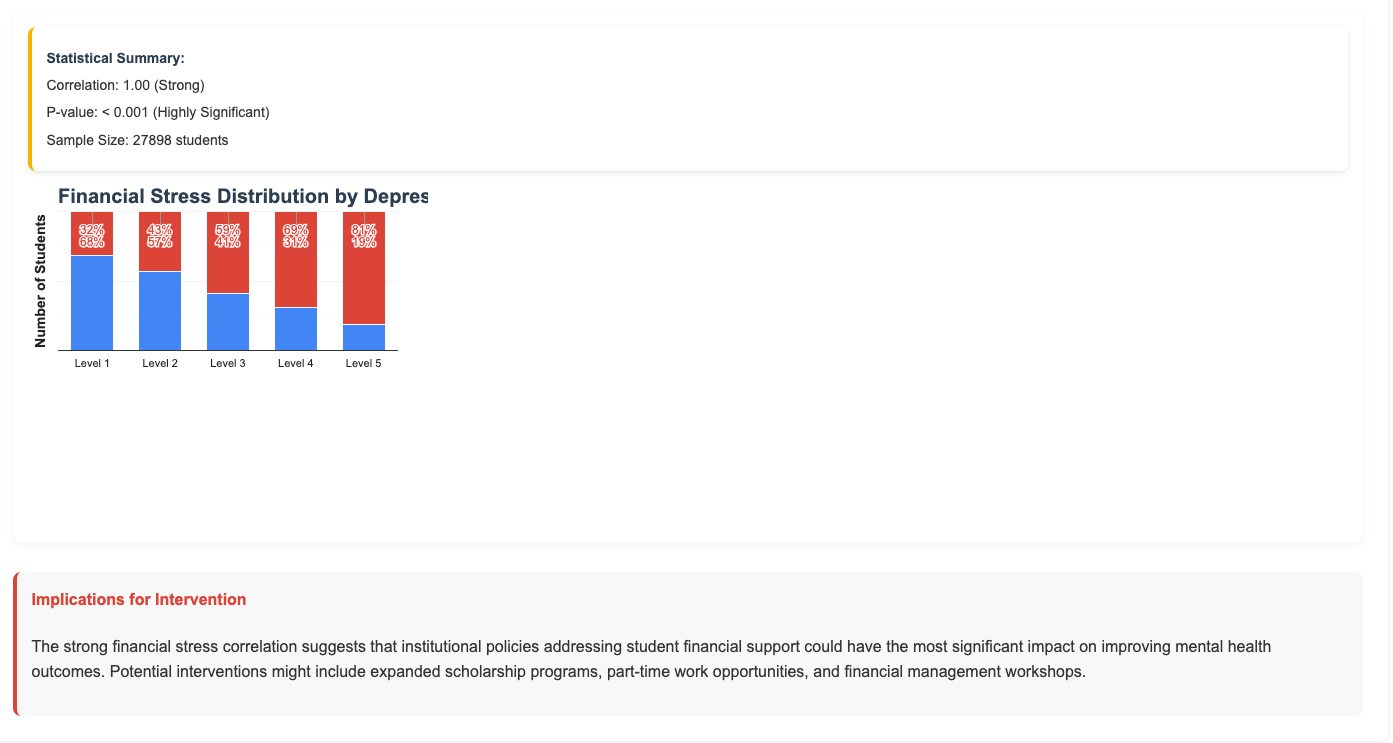 Statistical Summary:
Correlation: 1.00 (Strong)
P-value: < 0.001 (Highly Significant)
Sample Size: 27898 students
Financial Stress Distribution by Depres
Number of Students
32% 43% 59% 69% 81%
68% 57% 41% 31% 19%
Level 1 Level 2 Level 3 Level 4 Level 5
Implications for Intervention
The strong financial stress correlation suggests that institutional policies addressing student financial support could have the most significant impact on improving mental health
outcomes. Potential interventions might include expanded scholarship programs, part-time work opportunities, and financial management workshops.